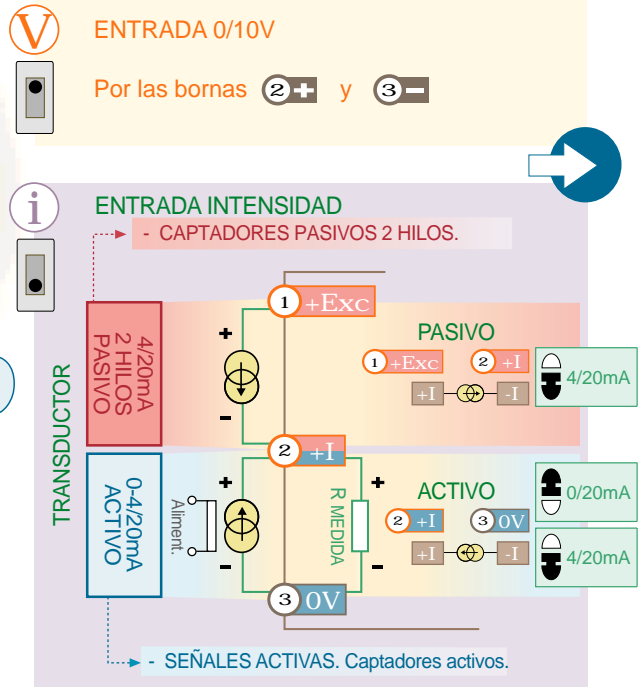 V
ENTRADA 0/10V
Por las bornas 2 + y 3 -
i
ENTRADA INTENSIDAD
- CAPTADORES PASIVOS 2 HILOS.
TRANSDUCTOR
4/20mA
2 HILOS
PASIVO
+
-
1 +Exc
PASIVO
1 +Exc 2 +I
+I -I
4/20mA
2 +I
0-4/20mA
ACTIVO
Aliment.
+
-
R MEDIDA
+
-
ACTIVO
2 +I 3 0V
+I -I
0/20mA
4/20mA
3 0V
- SEÑALES ACTIVAS. Captadores activos.